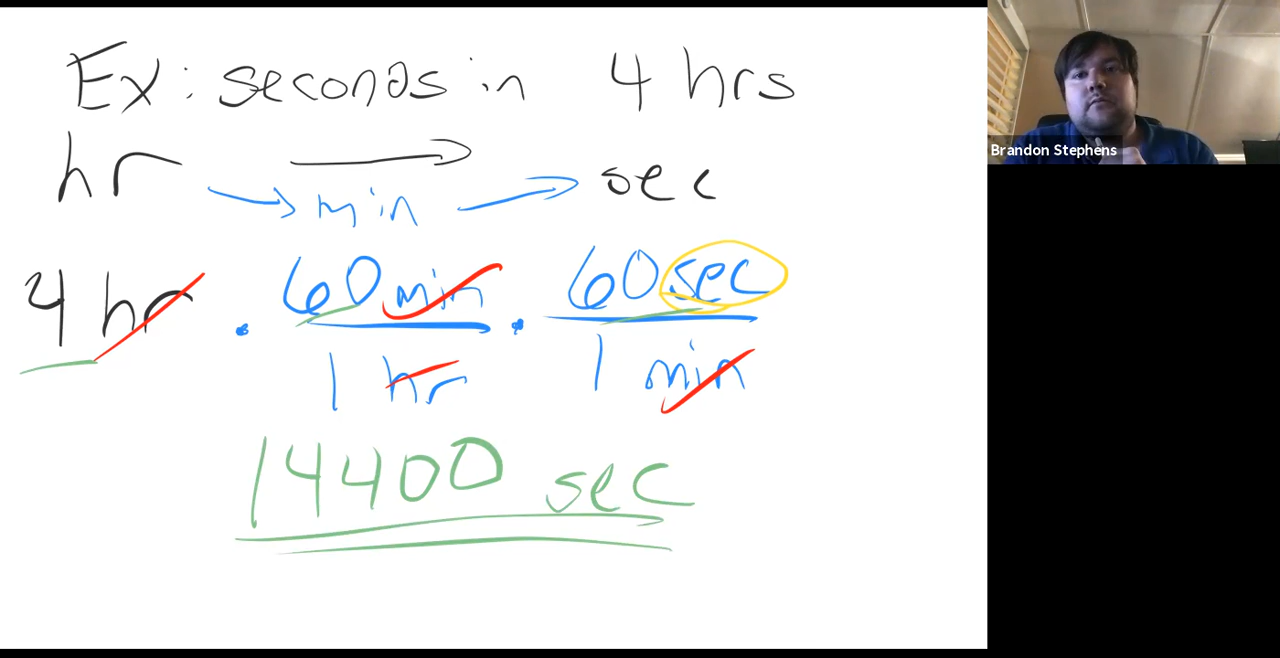 Ex: seconds in 4 hrs
hr → sec
→ min →
4 hr · 60 min · 60 sec
1 hr 1 min
14400 sec
Brandon Stephens